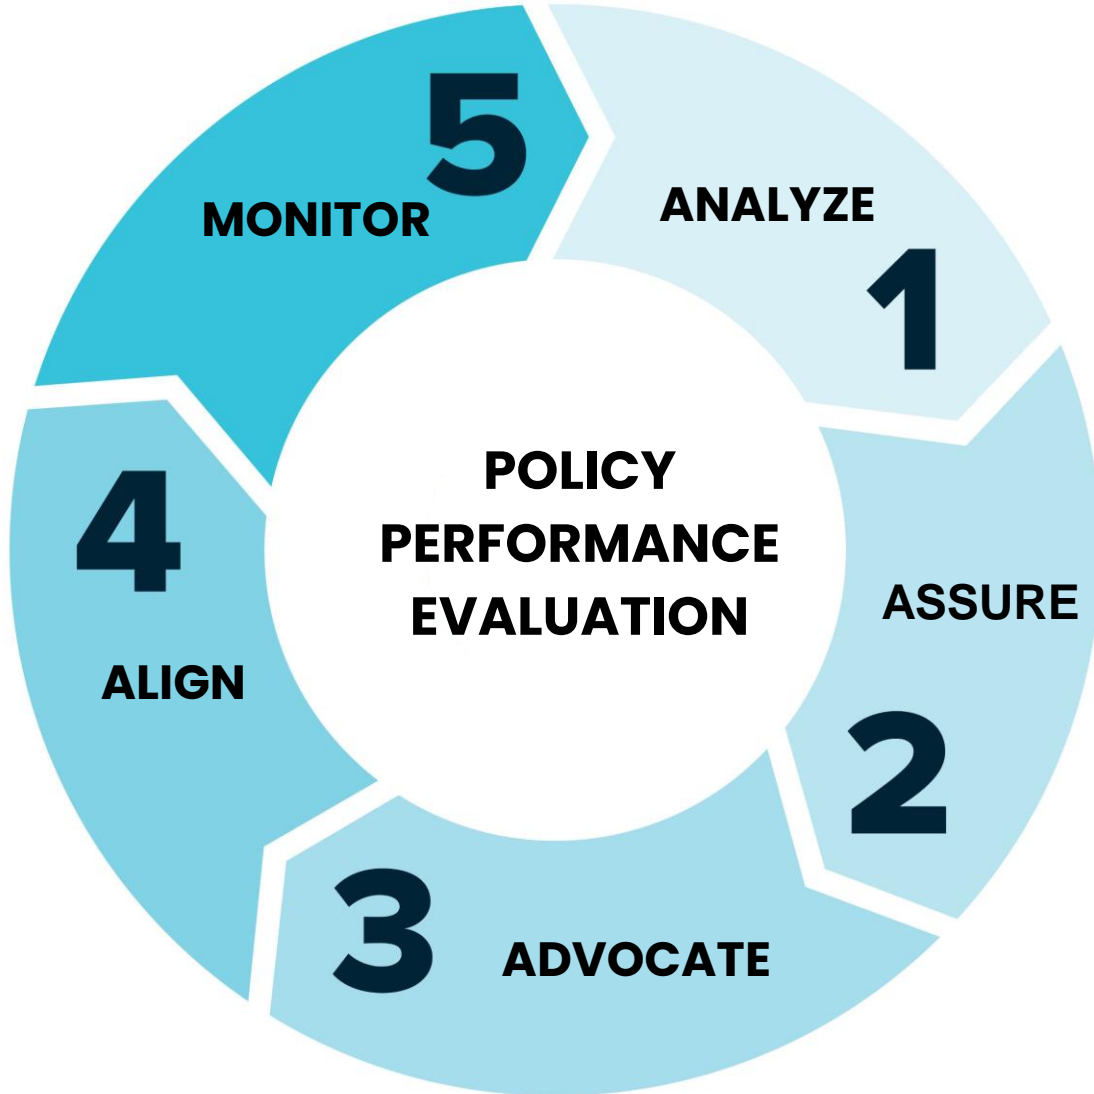 5
MONITOR
ANALYZE
1
POLICY
PERFORMANCE
EVALUATION
ASSURE
2
4
ALIGN
3
ADVOCATE